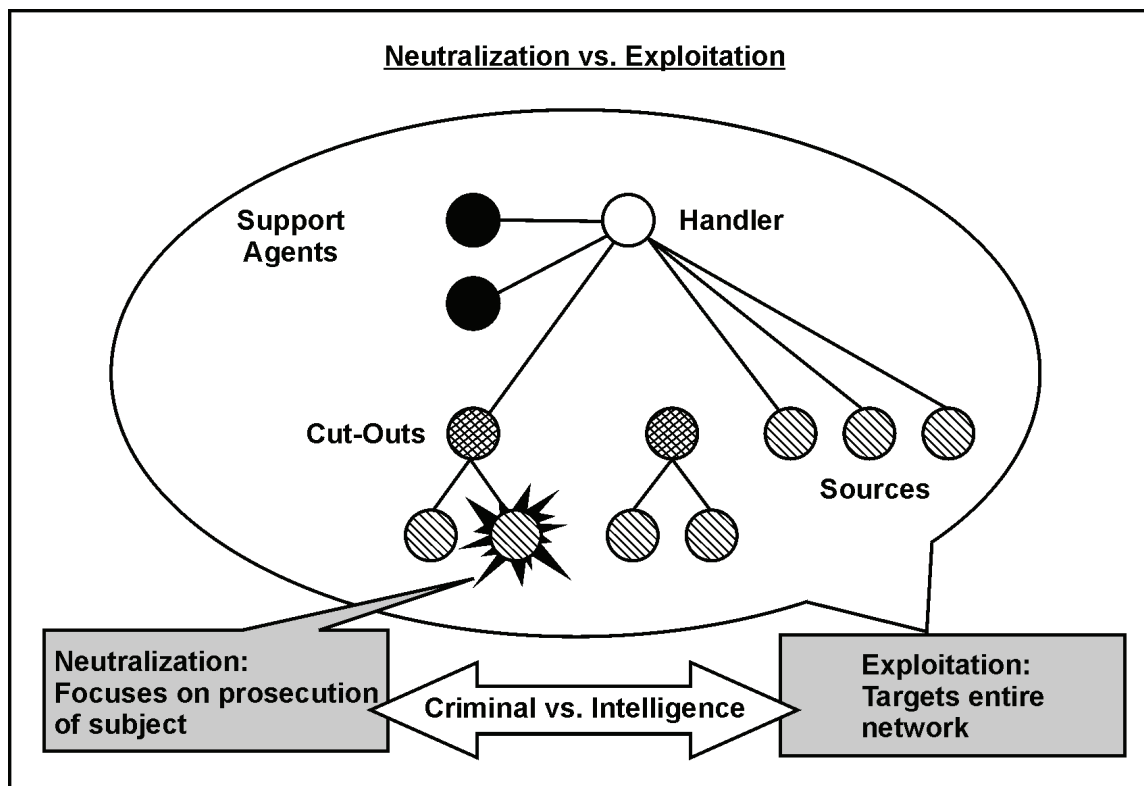 Neutralization vs. Exploitation
Support
Agents
Handler
Cut-Outs
Sources
Neutralization:
Focuses on prosecution
of subject
Criminal vs. Intelligence
Exploitation:
Targets entire
network